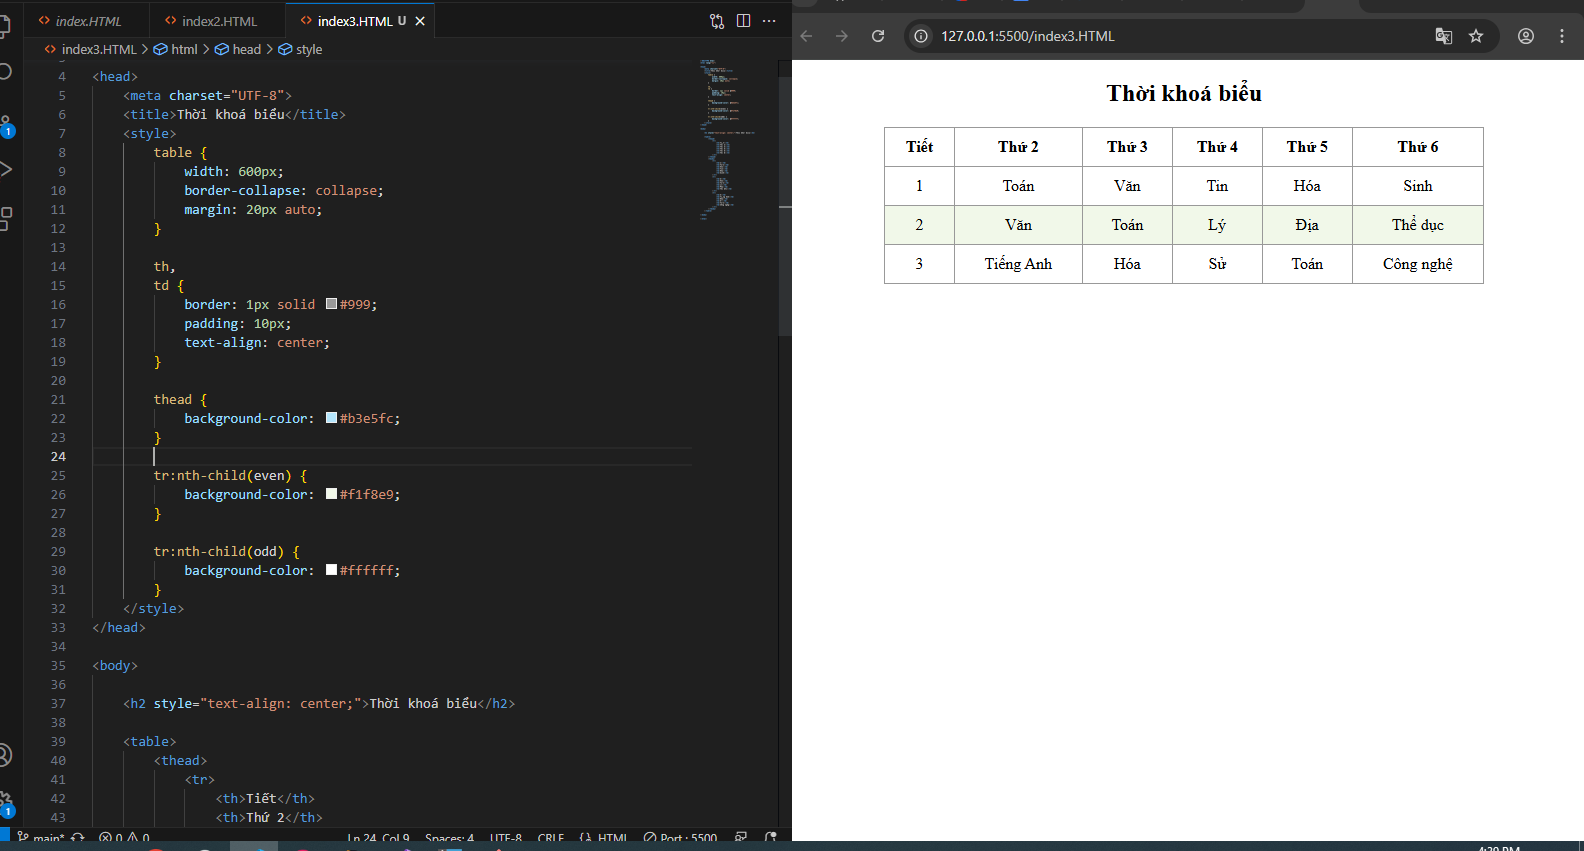 index.HTML
index2.HTML
index3.HTML U
index3.HTML > html > head > style
4 <head>
5 <meta charset="UTF-8">
6 <title>Thời khoá biểu</title>
7 <style>
8 table {
9 width: 600px;
10 border-collapse: collapse;
11 margin: 20px auto;
12 }
13
14 th,
15 td {
16 border: 1px solid #999;
17 padding: 10px;
18 text-align: center;
19 }
20
21 thead {
22 background-color: #b3e5fc;
23 }
24
25 tr:nth-child(even) {
26 background-color: #f1f8e9;
27 }
28
29 tr:nth-child(odd) {
30 background-color: #ffffff;
31 }
32 </style>
33 </head>
34
35 <body>
36
37 <h2 style="text-align: center;">Thời khoá biểu</h2>
38
39 <table>
40 <thead>
41 <tr>
42 <th>Tiết</th>
43 <th>Thứ 2</th>
1
1
main* 0 0 Ln 24, Col 9 Spaces: 4 UTF-8 CRLF {} HTML Port : 5500
127.0.0.1:5500/index3.HTML
Thời khoá biểu
Tiết Thứ 2 Thứ 3 Thứ 4 Thứ 5 Thứ 6
1 Toán Văn Tin Hóa Sinh
2 Văn Toán Lý Địa Thể dục
3 Tiếng Anh Hóa Sử Toán Công nghệ